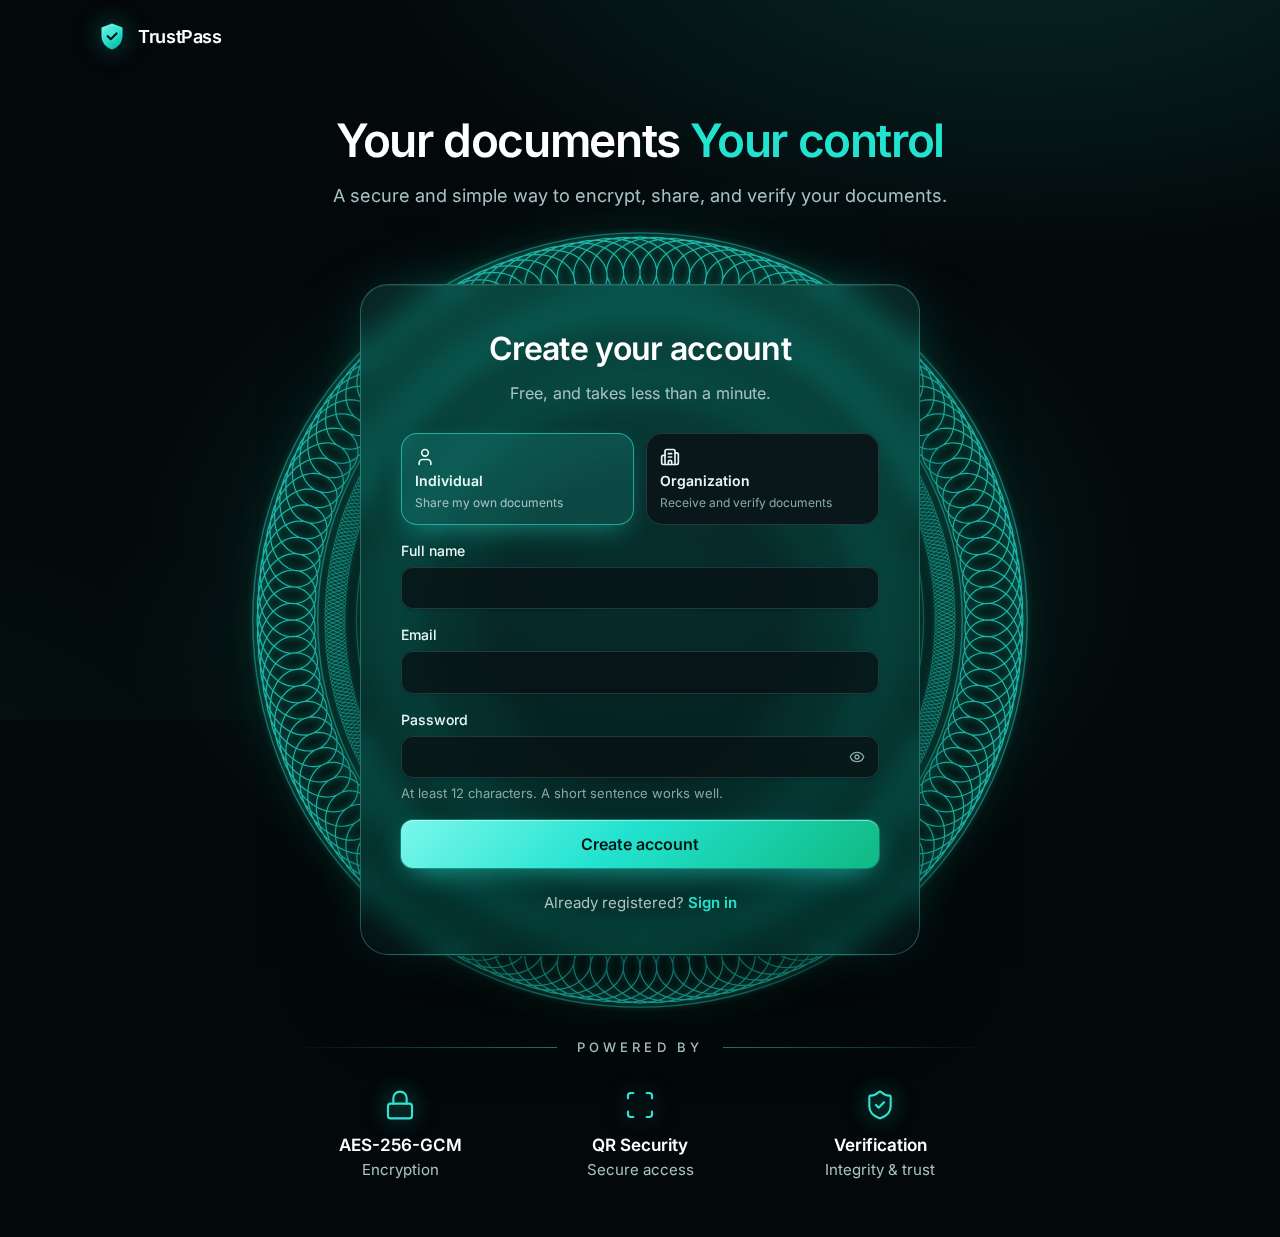 TrustPass
Your documents Your control
A secure and simple way to encrypt, share, and verify your documents.
Create your account
Free, and takes less than a minute.
Individual
Share my own documents
Organization
Receive and verify documents
Full name
Email
Password
At least 12 characters. A short sentence works well.
Create account
Already registered? Sign in
POWERED BY
AES-256-GCM
Encryption
QR Security
Secure access
Verification
Integrity & trust